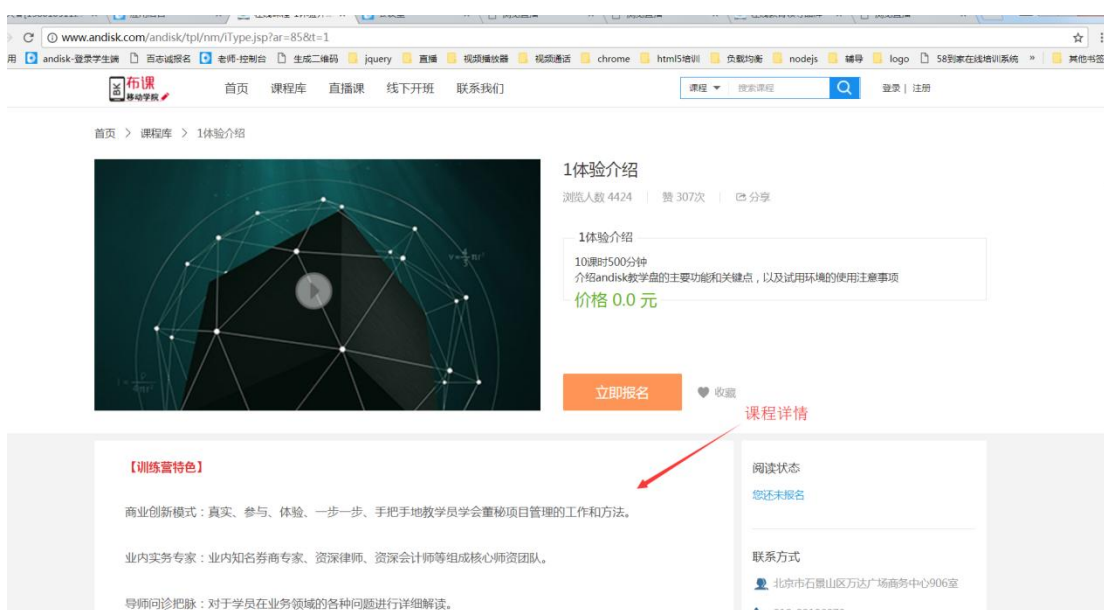 www.andisk.com/andisk/tpl/nm/iType.jsp?ar=85&t=1
用 andisk-登录学生端 百志诚报名 老师-控制台 生成二维码 jquery 直播 视频播放器 视频通话 chrome html5培训 负载均衡 nodejs 辅导 logo 58到家在线培训系统 » 其他书签
BK 布课
移动学院
首页 课程库 直播课 线下开班 联系我们 课程 搜索课程 登录 | 注册
首页 > 课程库 > 1体验介绍
1体验介绍
浏览人数 4424 赞 307次 分享
1体验介绍
10课时500分钟
介绍andisk教学盘的主要功能和关键点，以及试用环境的使用注意事项
价格 0.0 元
立即报名 收藏
课程详情
【训练营特色】
商业创新模式：真实、参与、体验、一步一步、手把手地教学员学会董秘项目管理的工作和方法。
业内实务专家：业内知名券商专家、资深律师、资深会计师等组成核心师资团队。
导师问诊把脉：对于学员在业务领域的各种问题进行详细解读。
阅读状态
您还未报名
联系方式
北京市石景山区万达广场商务中心906室